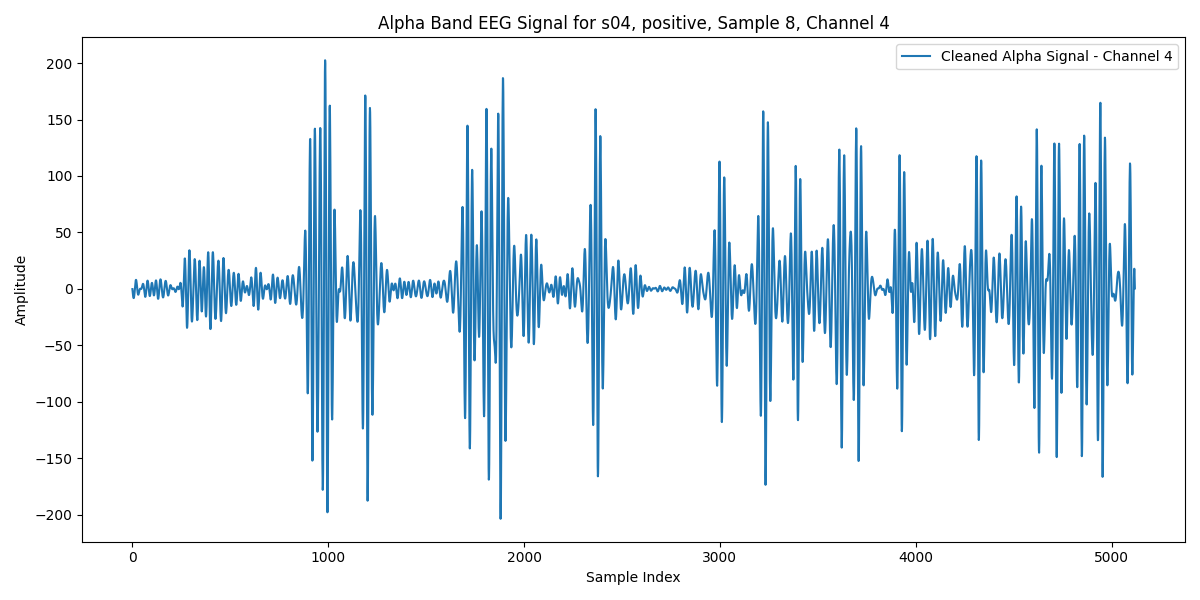 Alpha Band EEG Signal for s04, positive, Sample 8, Channel 4
Cleaned Alpha Signal - Channel 4
Amplitude
200
150
100
50
0
−50
−100
−150
−200
0 1000 2000 3000 4000 5000
Sample Index